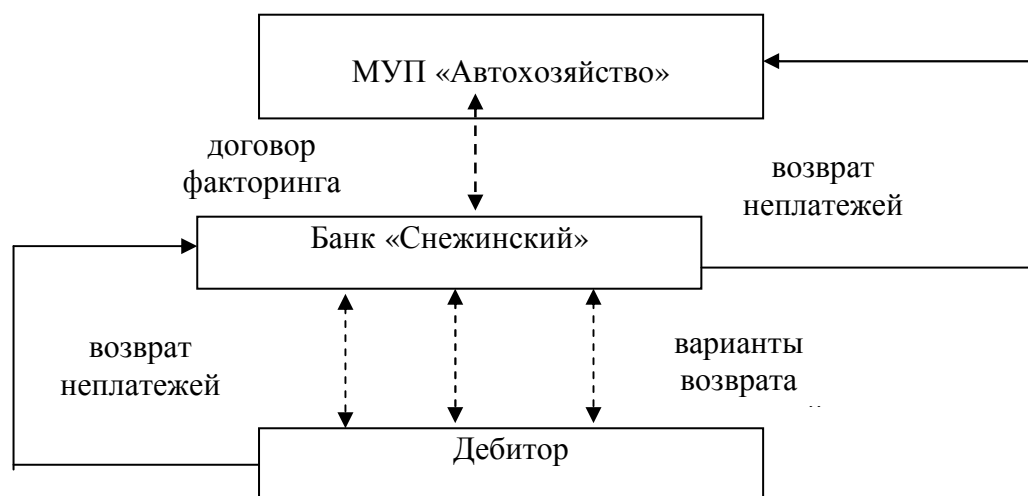 МУП «Автохозяйство»
договор
факторинга
возврат
неплатежей
Банк «Снежинский»
возврат
неплатежей
варианты
возврата
Дебитор